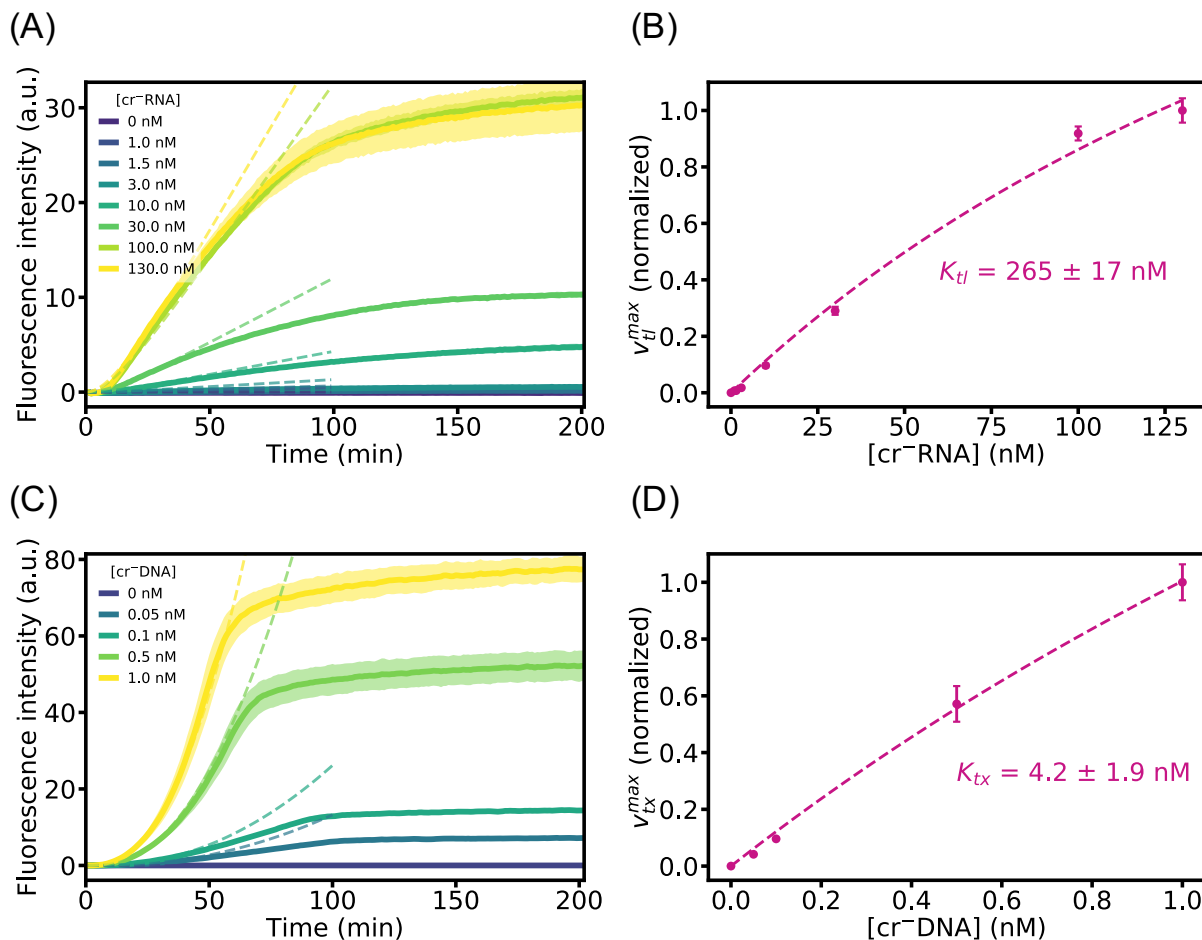 (A)
Fluorescence intensity (a.u.)
30
20
10
0
[cr⁻RNA]
0 nM
1.0 nM
1.5 nM
3.0 nM
10.0 nM
30.0 nM
100.0 nM
130.0 nM
0 50 100 150 200
Time (min)
(B)
v_tl^max (normalized)
1.0
0.8
0.6
0.4
0.2
0.0
K_tl = 265 ± 17 nM
0 25 50 75 100 125
[cr⁻RNA] (nM)
(C)
Fluorescence intensity (a.u.)
80
60
40
20
0
[cr⁻DNA]
0 nM
0.05 nM
0.1 nM
0.5 nM
1.0 nM
0 50 100 150 200
Time (min)
(D)
v_tx^max (normalized)
1.0
0.8
0.6
0.4
0.2
0.0
K_tx = 4.2 ± 1.9 nM
0.0 0.2 0.4 0.6 0.8 1.0
[cr⁻DNA] (nM)